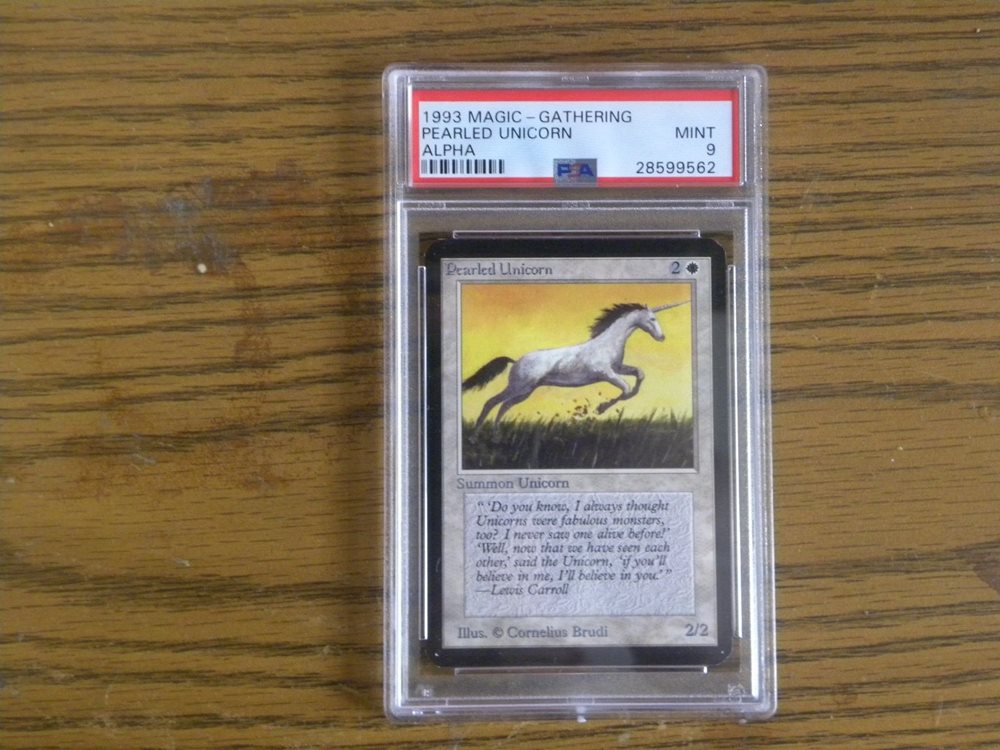 1993 MAGIC – GATHERING
PEARLED UNICORN MINT
ALPHA 9
28599562
PSA
Pearled Unicorn 2
Summon Unicorn
" 'Do you know, I always thought
Unicorns were fabulous monsters,
too? I never saw one alive before!'
'Well, now that we have seen each
other,' said the Unicorn, 'if you'll
believe in me, I'll believe in you.' "
—Lewis Carroll
Illus. © Cornelius Brudi 2/2